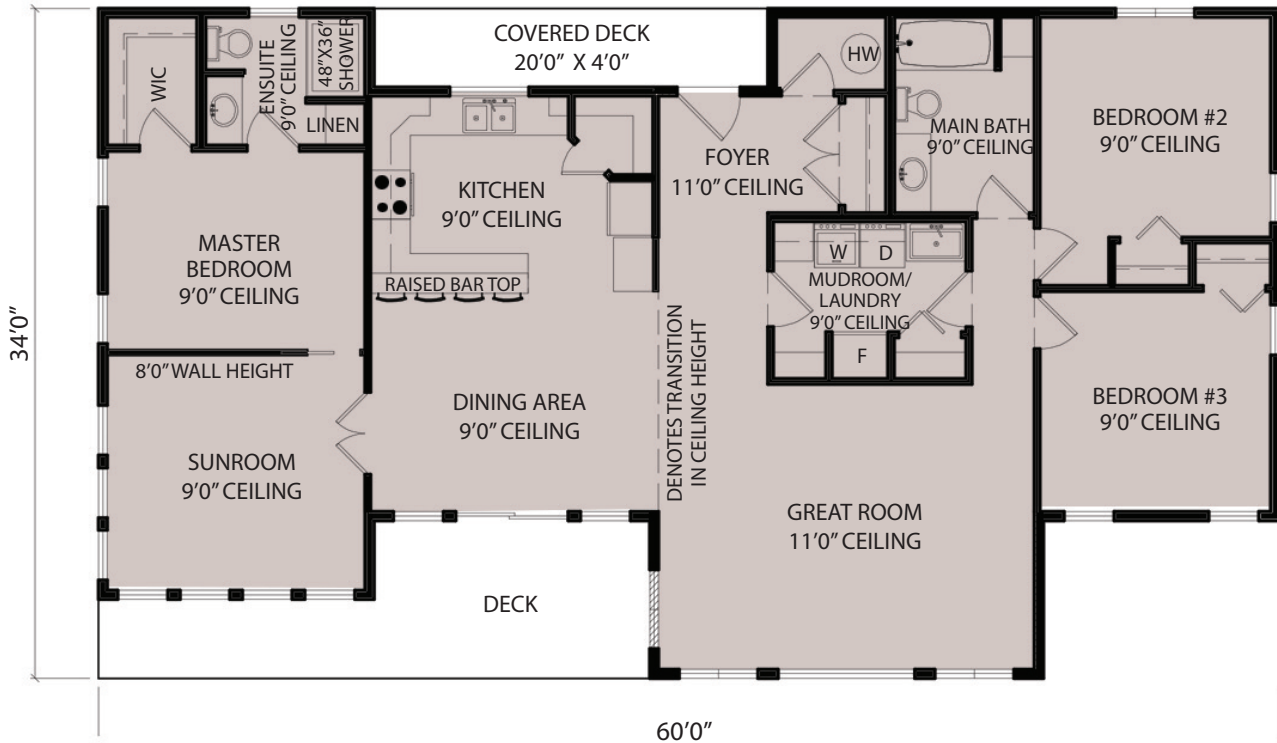 COVERED DECK
20'0" X 4'0"
WIC
ENSUITE
9'0" CEILING
48"X36"
SHOWER
LINEN
HW
MAIN BATH
9'0" CEILING
BEDROOM #2
9'0" CEILING
FOYER
11'0" CEILING
KITCHEN
9'0" CEILING
MASTER
BEDROOM
9'0" CEILING
RAISED BAR TOP
W
D
MUDROOM/
LAUNDRY
9'0" CEILING
F
34'0"
8'0" WALL HEIGHT
DENOTES TRANSITION
IN CEILING HEIGHT
DINING AREA
9'0" CEILING
BEDROOM #3
9'0" CEILING
SUNROOM
9'0" CEILING
GREAT ROOM
11'0" CEILING
DECK
60'0"